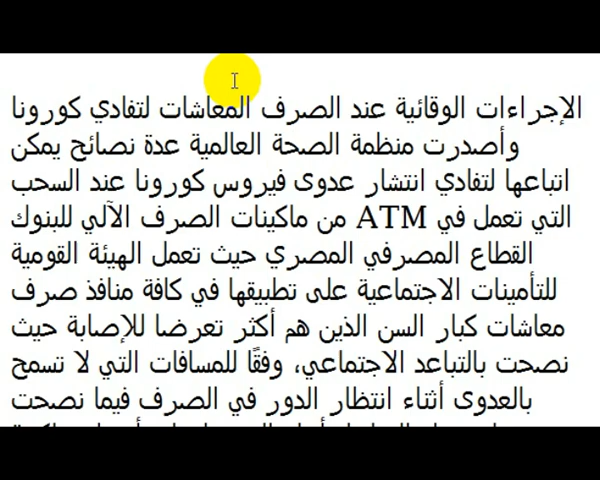 الإجراءات الوقائية عند الصرف المعاشات لتفادي كورونا
وأصدرت منظمة الصحة العالمية عدة نصائح يمكن
اتباعها لتفادي انتشار عدوى فيروس كورونا عند السحب
من ماكينات الصرف الآلي للبنوك ATM التي تعمل في
القطاع المصرفي المصري حيث تعمل الهيئة القومية
للتأمينات الاجتماعية على تطبيقها في كافة منافذ صرف
معاشات كبار السن الذين هم أكثر تعرضا للإصابة حيث
نصحت بالتباعد الاجتماعي، وفقًا للمسافات التي لا تسمح
بالعدوى أثناء انتظار الدور في الصرف فيما نصحت